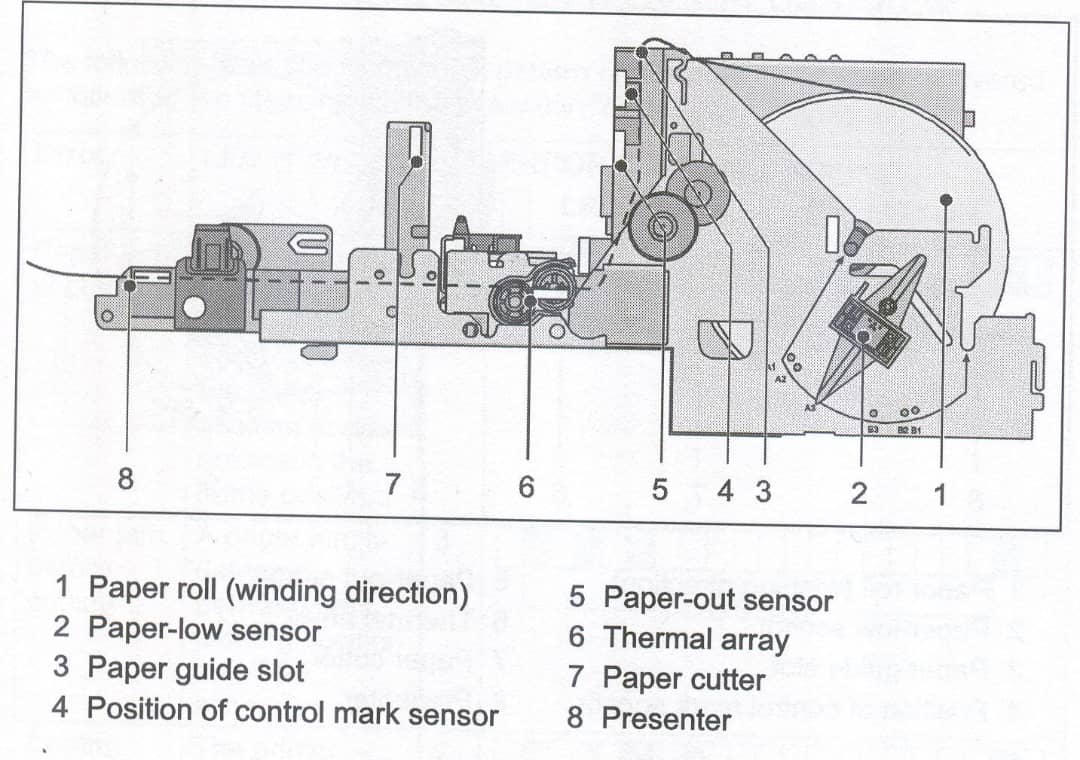 A1
A2
A3
B3
B2 B1
8
7
6
5
4
3
2
1
1 Paper roll (winding direction)
2 Paper-low sensor
3 Paper guide slot
4 Position of control mark sensor
5 Paper-out sensor
6 Thermal array
7 Paper cutter
8 Presenter